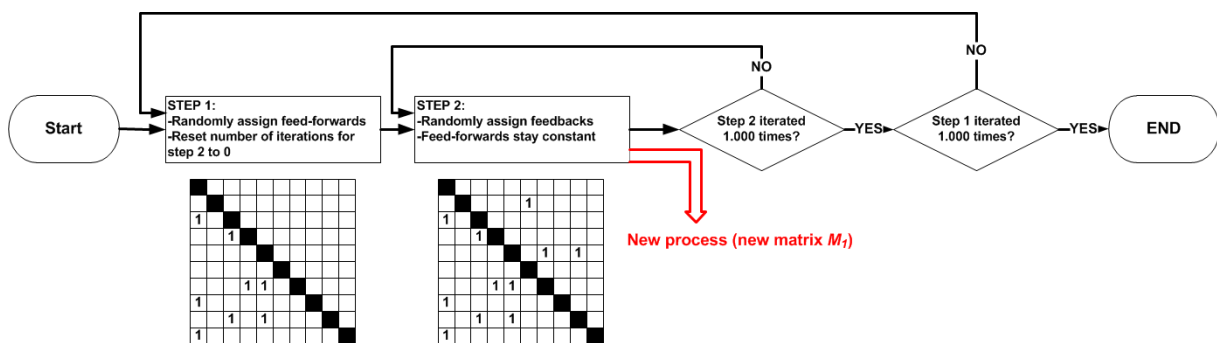 NO
NO
Start
STEP 1:
-Randomly assign feed-forwards
-Reset number of iterations for
step 2 to 0
STEP 2:
-Randomly assign feedbacks
-Feed-forwards stay constant
Step 2 iterated
1.000 times?
YES
Step 1 iterated
1.000 times?
YES
END
1
1
1 1
1
1 1
1
1
1
1
1 1
1 1
1
1 1
1
New process (new matrix M1)